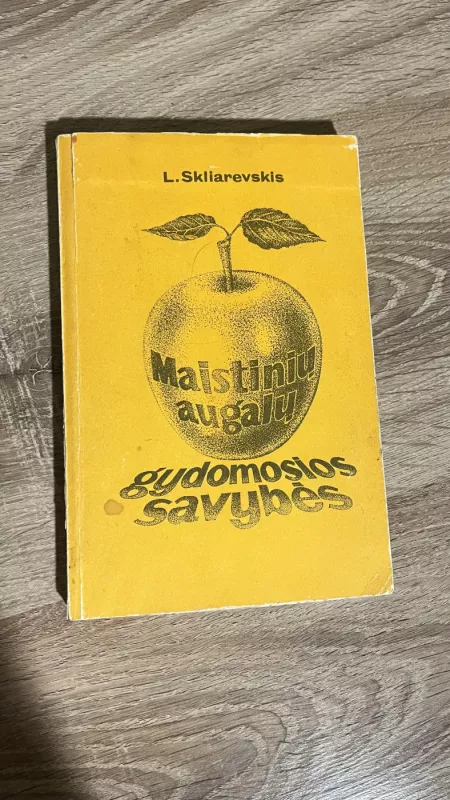 L. Skliarevskis
Maistinių
augalų
gydomosios
savybės